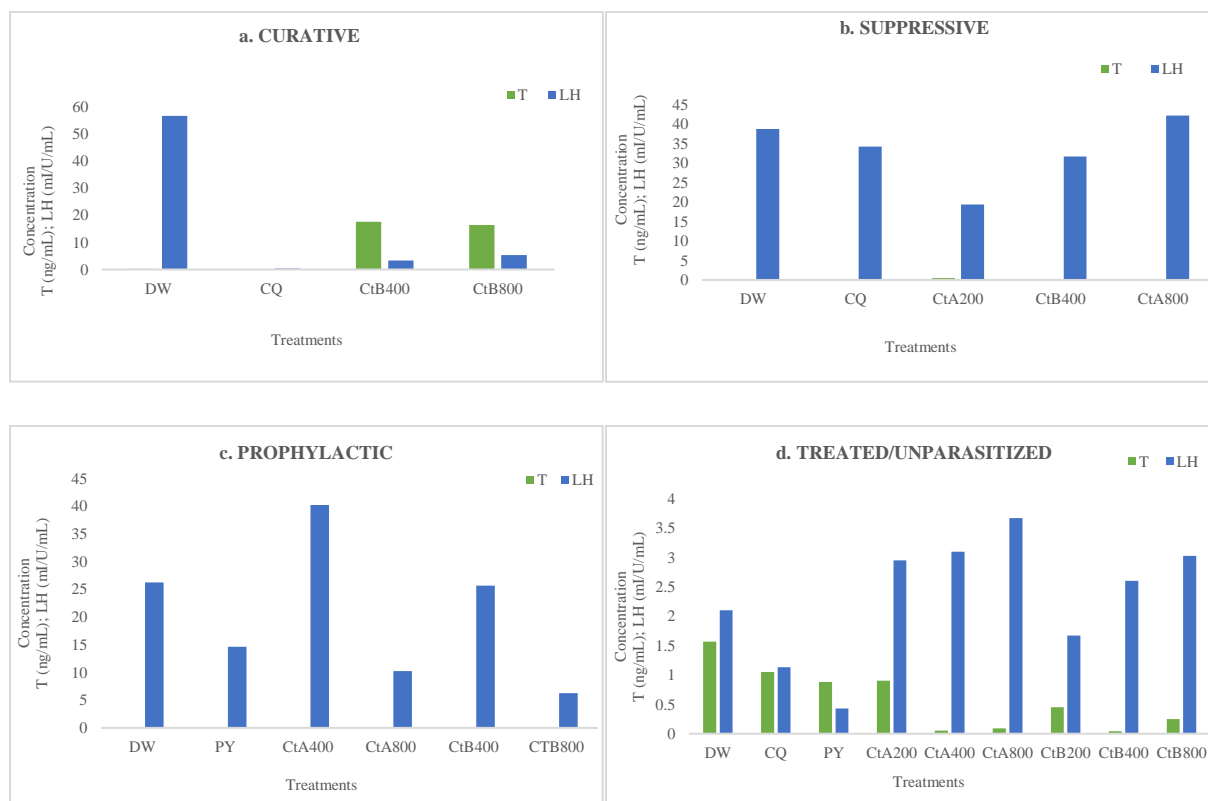 a. CURATIVE
T LH
Concentration
T (ng/mL); LH (mI/U/mL)
60
50
40
30
20
10
0
DW CQ CtB400 CtB800
Treatments
b. SUPPRESSIVE
T LH
Concentration
T (ng/mL); LH (mI/U/mL)
45
40
35
30
25
20
15
10
5
0
DW CQ CtA200 CtB400 CtA800
Treatments
c. PROPHYLACTIC
T LH
Concentration
T (ng/mL); LH (mI/U/mL)
45
40
35
30
25
20
15
10
5
0
DW PY CtA400 CtA800 CtB400 CTB800
Treatments
d. TREATED/UNPARASITIZED
T LH
Concentration
T (ng/mL); LH (mI/U/mL)
4
3.5
3
2.5
2
1.5
1
0.5
0
DW CQ PY CtA200 CtA400 CtA800 CtB200 CtB400 CtB800
Treatments